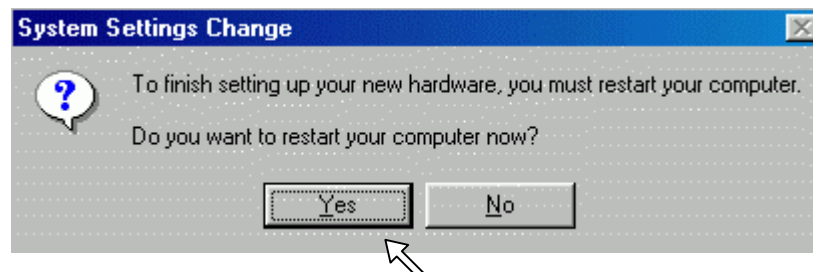 System Settings Change
To finish setting up your new hardware, you must restart your computer.
Do you want to restart your computer now?
Yes No